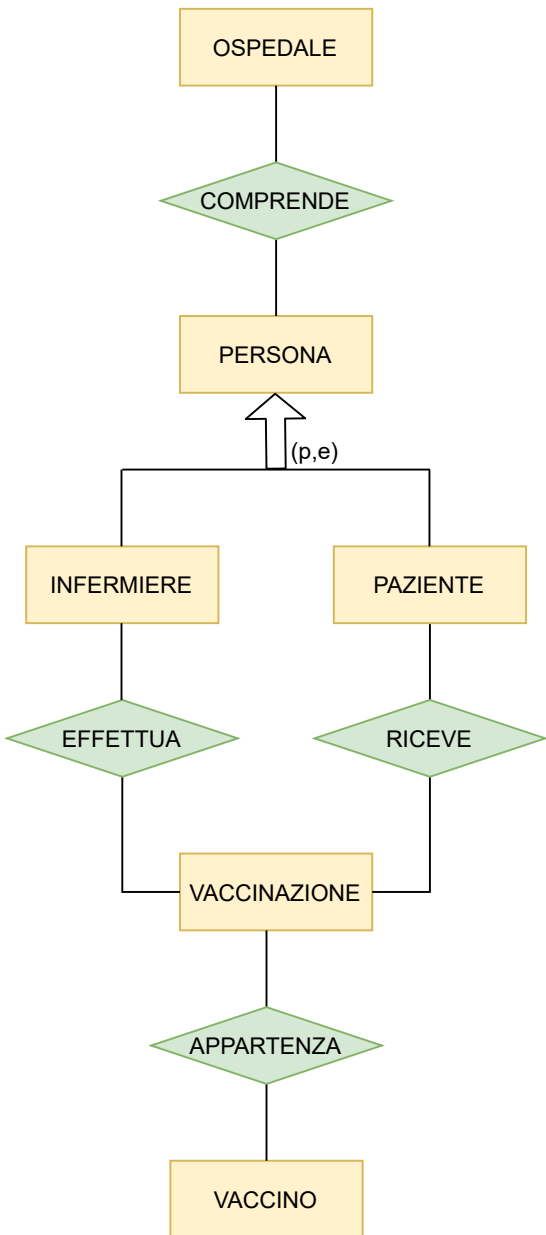 OSPEDALE
COMPRENDE
PERSONA
(p,e)
INFERMIERE
PAZIENTE
EFFETTUA
RICEVE
VACCINAZIONE
APPARTENZA
VACCINO